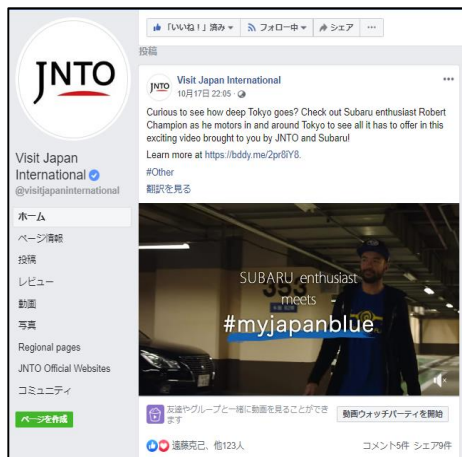 JNTO
Visit Japan
International
@visitjapaninternational
ホーム
ページ情報
投稿
レビュー
動画
写真
Regional pages
JNTO Official Websites
コミュニティ
ページを作成
「いいね！」済み
フォロー中
シェア
投稿
JNTO
Visit Japan International
10月17日 22:05
Curious to see how deep Tokyo goes? Check out Subaru enthusiast Robert
Champion as he motors in and around Tokyo to see all it has to offer in this
exciting video brought to you by JNTO and Subaru!
Learn more at https://bddy.me/2pr8iY8.
#Other
翻訳を見る
353
SUBARU enthusiast
meets
#myjapanblue
友達やグループと一緒に動画を見ることができ
ます
動画ウォッチパーティを開始
遠藤克己、他123人
コメント5件 シェア9件